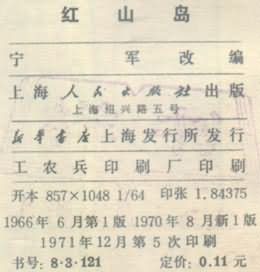 红山岛
宁军改编
上海人民出版社出版
上海绍兴路五号
新华书店上海发行所发行
工农兵印刷厂印刷
开本 857×1048 1/64 印张 1.84375
1966年 6月第1版 1970年 8月新1版
1971年12月第 5 次印刷
书号: 8·3·121 定价: 0.11 元